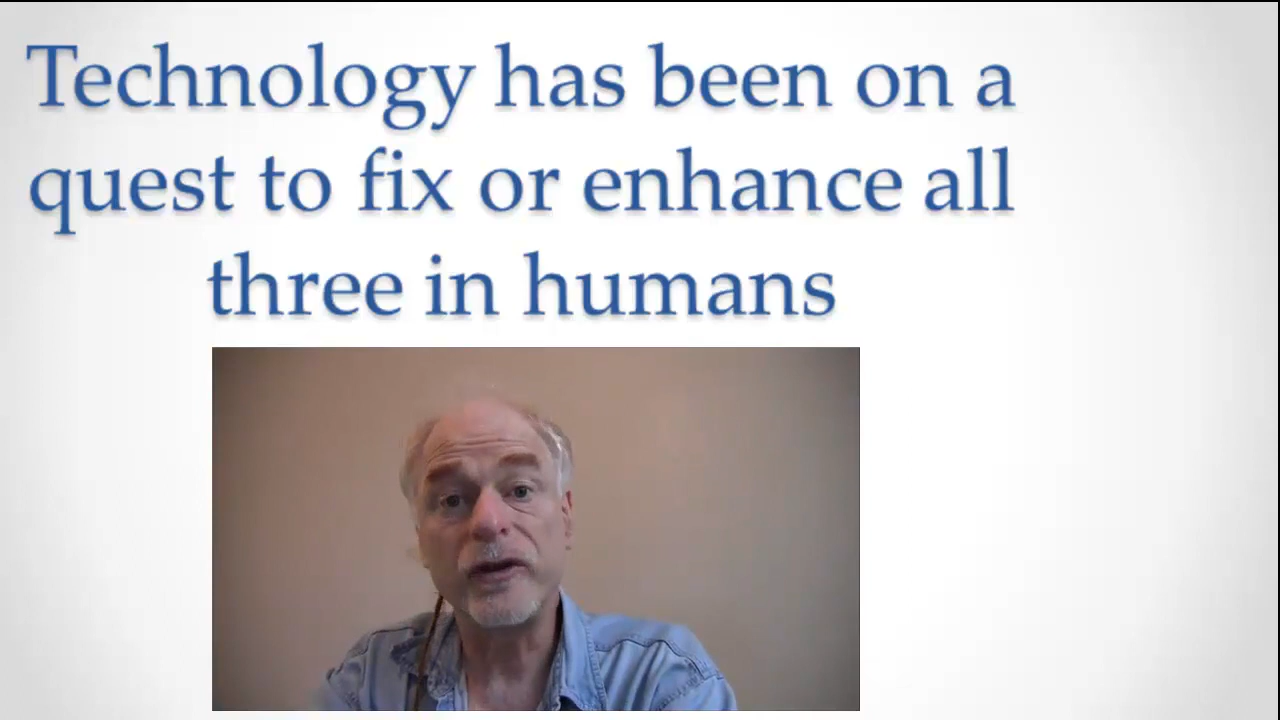 Technology has been on a
quest to fix or enhance all
three in humans